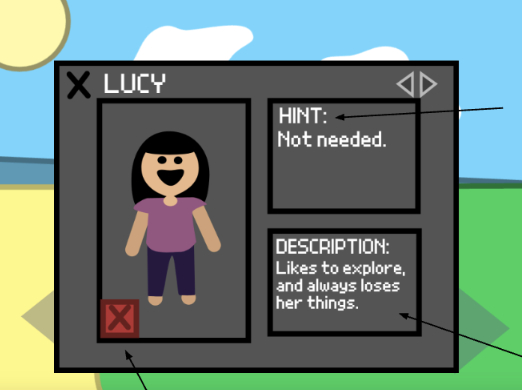 LUCY
HINT:
Not needed.
DESCRIPTION:
Likes to explore,
and always loses
her things.